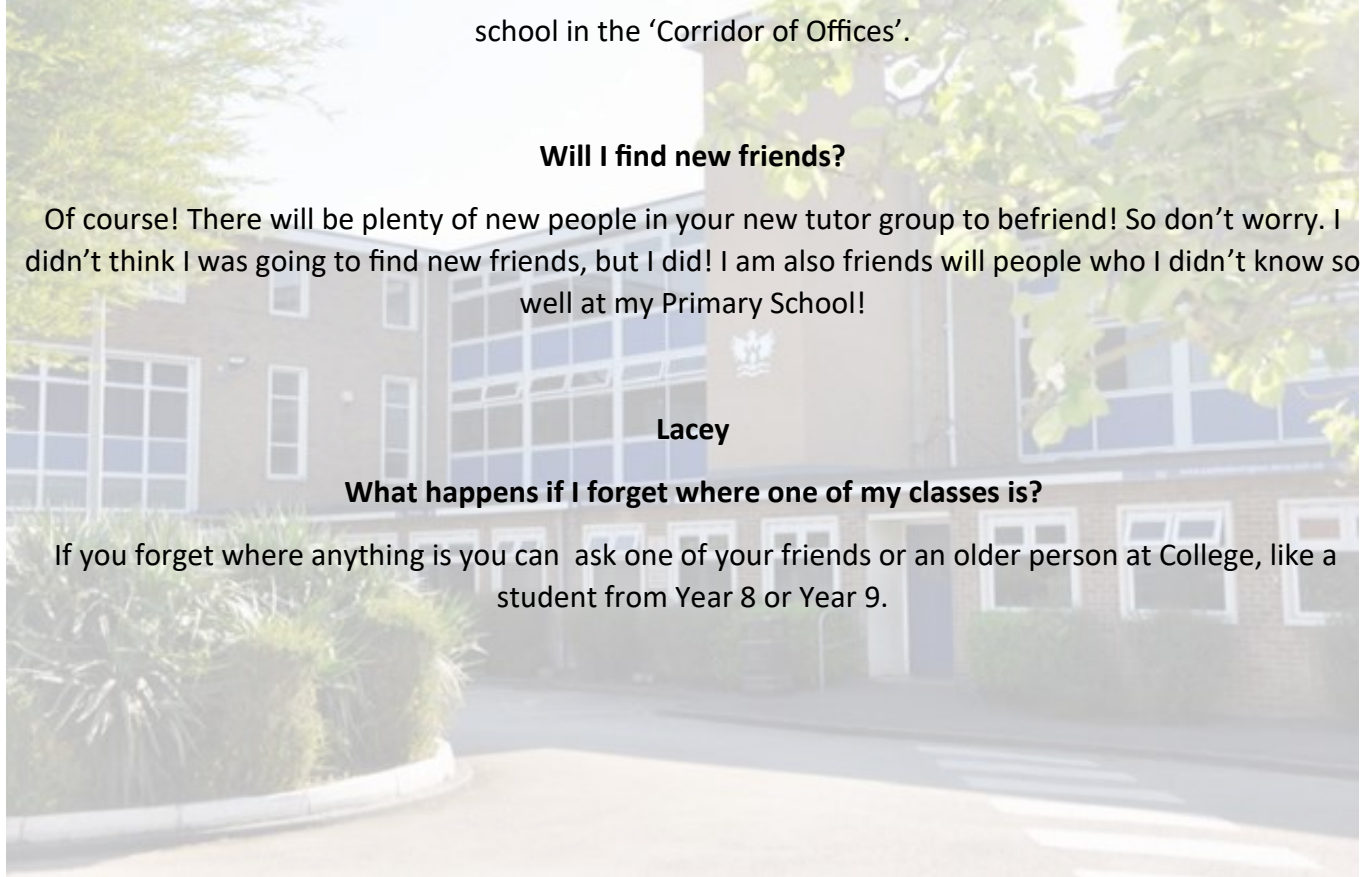 school in the ‘Corridor of Offices’.
Will I find new friends?
Of course! There will be plenty of new people in your new tutor group to befriend! So don’t worry. I
didn’t think I was going to find new friends, but I did! I am also friends will people who I didn’t know so
well at my Primary School!
Lacey
What happens if I forget where one of my classes is?
If you forget where anything is you can  ask one of your friends or an older person at College, like a
student from Year 8 or Year 9.